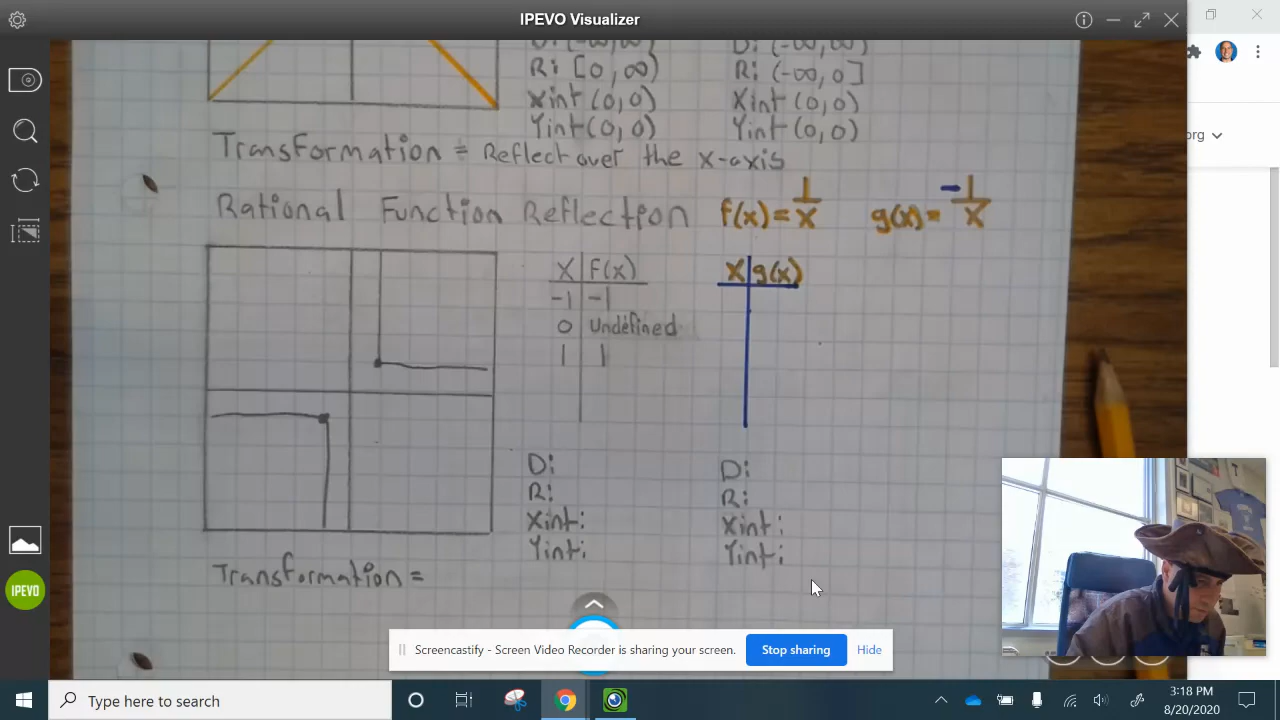 IPEVO Visualizer
D: (-∞, ∞)
D: (-∞, ∞)
R: [0, ∞)
R: (-∞, 0]
Xint (0, 0)
Xint (0, 0)
Yint (0, 0)
Yint (0, 0)
Transformation = Reflect over the x-axis
Rational Function Reflection f(x) = 1/x g(x) = -1/x
X F(x)
-1 -1
0 Undefined
1 1
X g(x)
D:
R:
Xint:
Yint:
D:
R:
Xint:
Yint:
Transformation =
org
IPEVO
Screencastify - Screen Video Recorder is sharing your screen.
Stop sharing
Hide
Type here to search
3:18 PM
8/20/2020